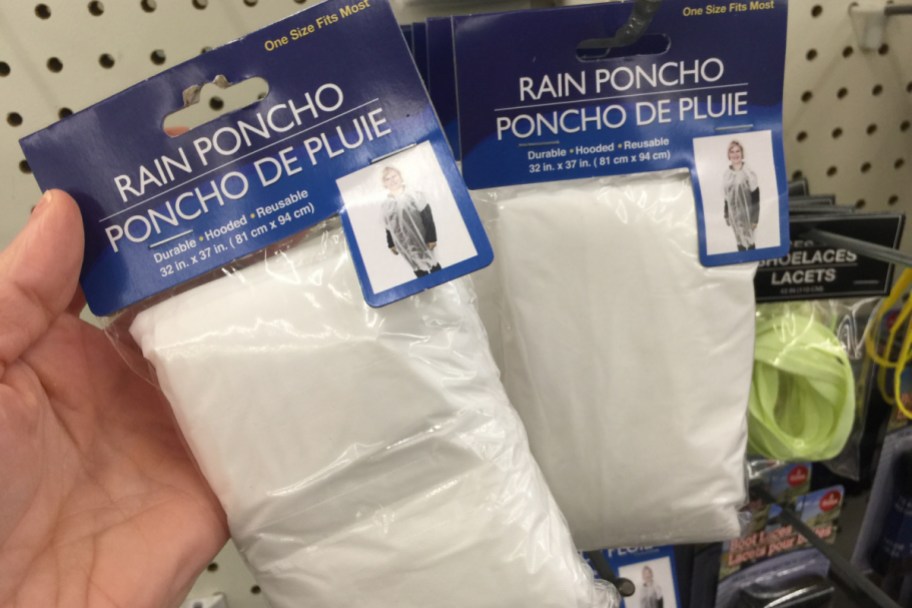 One Size Fits Most
RAIN PONCHO
PONCHO DE PLUIE
Durable • Hooded • Reusable
32 in. x 37 in. ( 81 cm x 94 cm)
One Size Fits Most
RAIN PONCHO
PONCHO DE PLUIE
Durable • Hooded • Reusable
32 in. x 37 in. ( 81 cm x 94 cm)
SHOELACES
LACETS